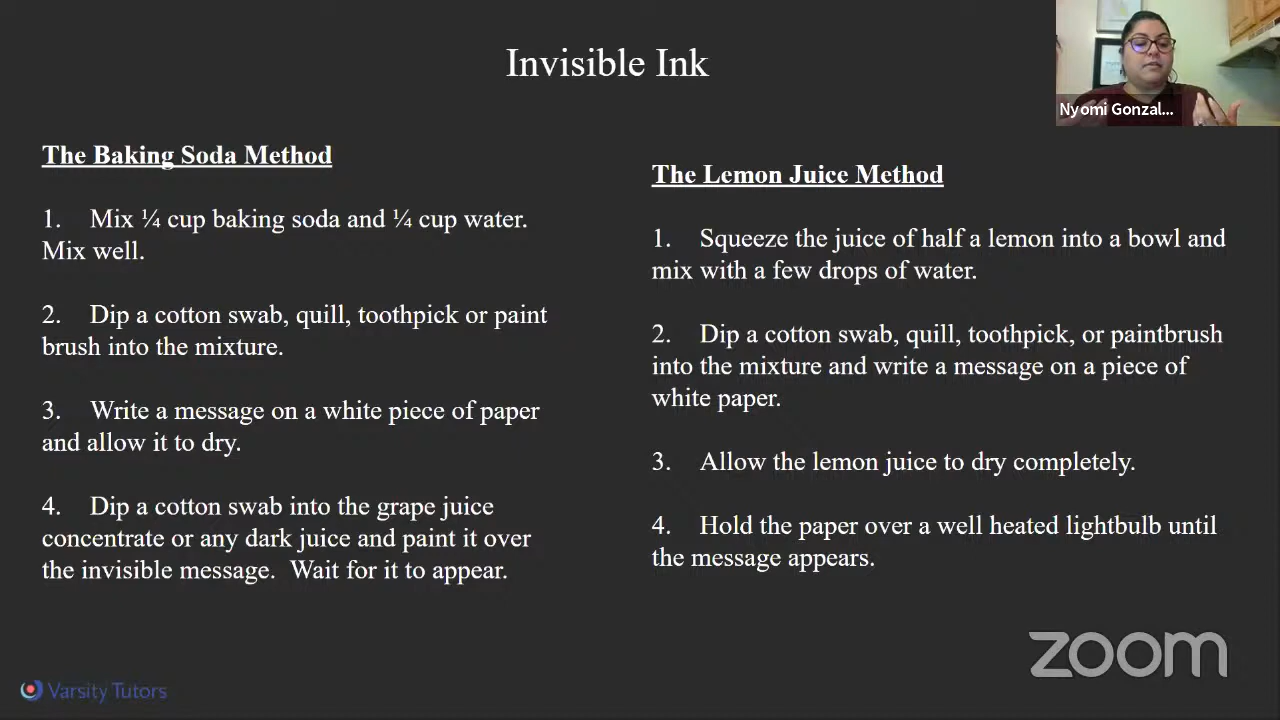 Invisible Ink
Nyomi Gonzal...
The Baking Soda Method
1. Mix ¼ cup baking soda and ¼ cup water.
Mix well.
2. Dip a cotton swab, quill, toothpick or paint
brush into the mixture.
3. Write a message on a white piece of paper
and allow it to dry.
4. Dip a cotton swab into the grape juice
concentrate or any dark juice and paint it over
the invisible message.  Wait for it to appear.
The Lemon Juice Method
1. Squeeze the juice of half a lemon into a bowl and
mix with a few drops of water.
2. Dip a cotton swab, quill, toothpick, or paintbrush
into the mixture and write a message on a piece of
white paper.
3. Allow the lemon juice to dry completely.
4. Hold the paper over a well heated lightbulb until
the message appears.
zoom
Varsity Tutors